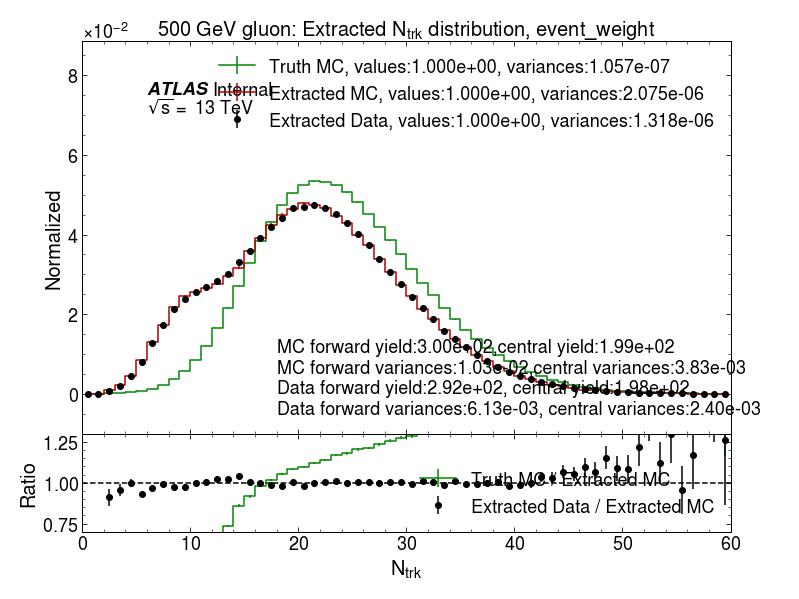 500 GeV gluon: Extracted N_trk distribution, event_weight
×10⁻²
Truth MC, values:1.000e+00, variances:1.057e-07
ATLAS Internal
Extracted MC, values:1.000e+00, variances:2.075e-06
√s = 13 TeV
Extracted Data, values:1.000e+00, variances:1.318e-06
8
6
4
2
0
Normalized
MC forward yield:3.00e+02 central yield:1.99e+02
MC forward variances:1.03e-02 central variances:3.83e-03
Data forward yield:2.92e+02, central yield:1.98e+02
Data forward variances:6.13e-03, central variances:2.40e-03
1.25
1.00
0.75
Ratio
Truth MC / Extracted MC
Extracted Data / Extracted MC
0 10 20 30 40 50 60
N_trk